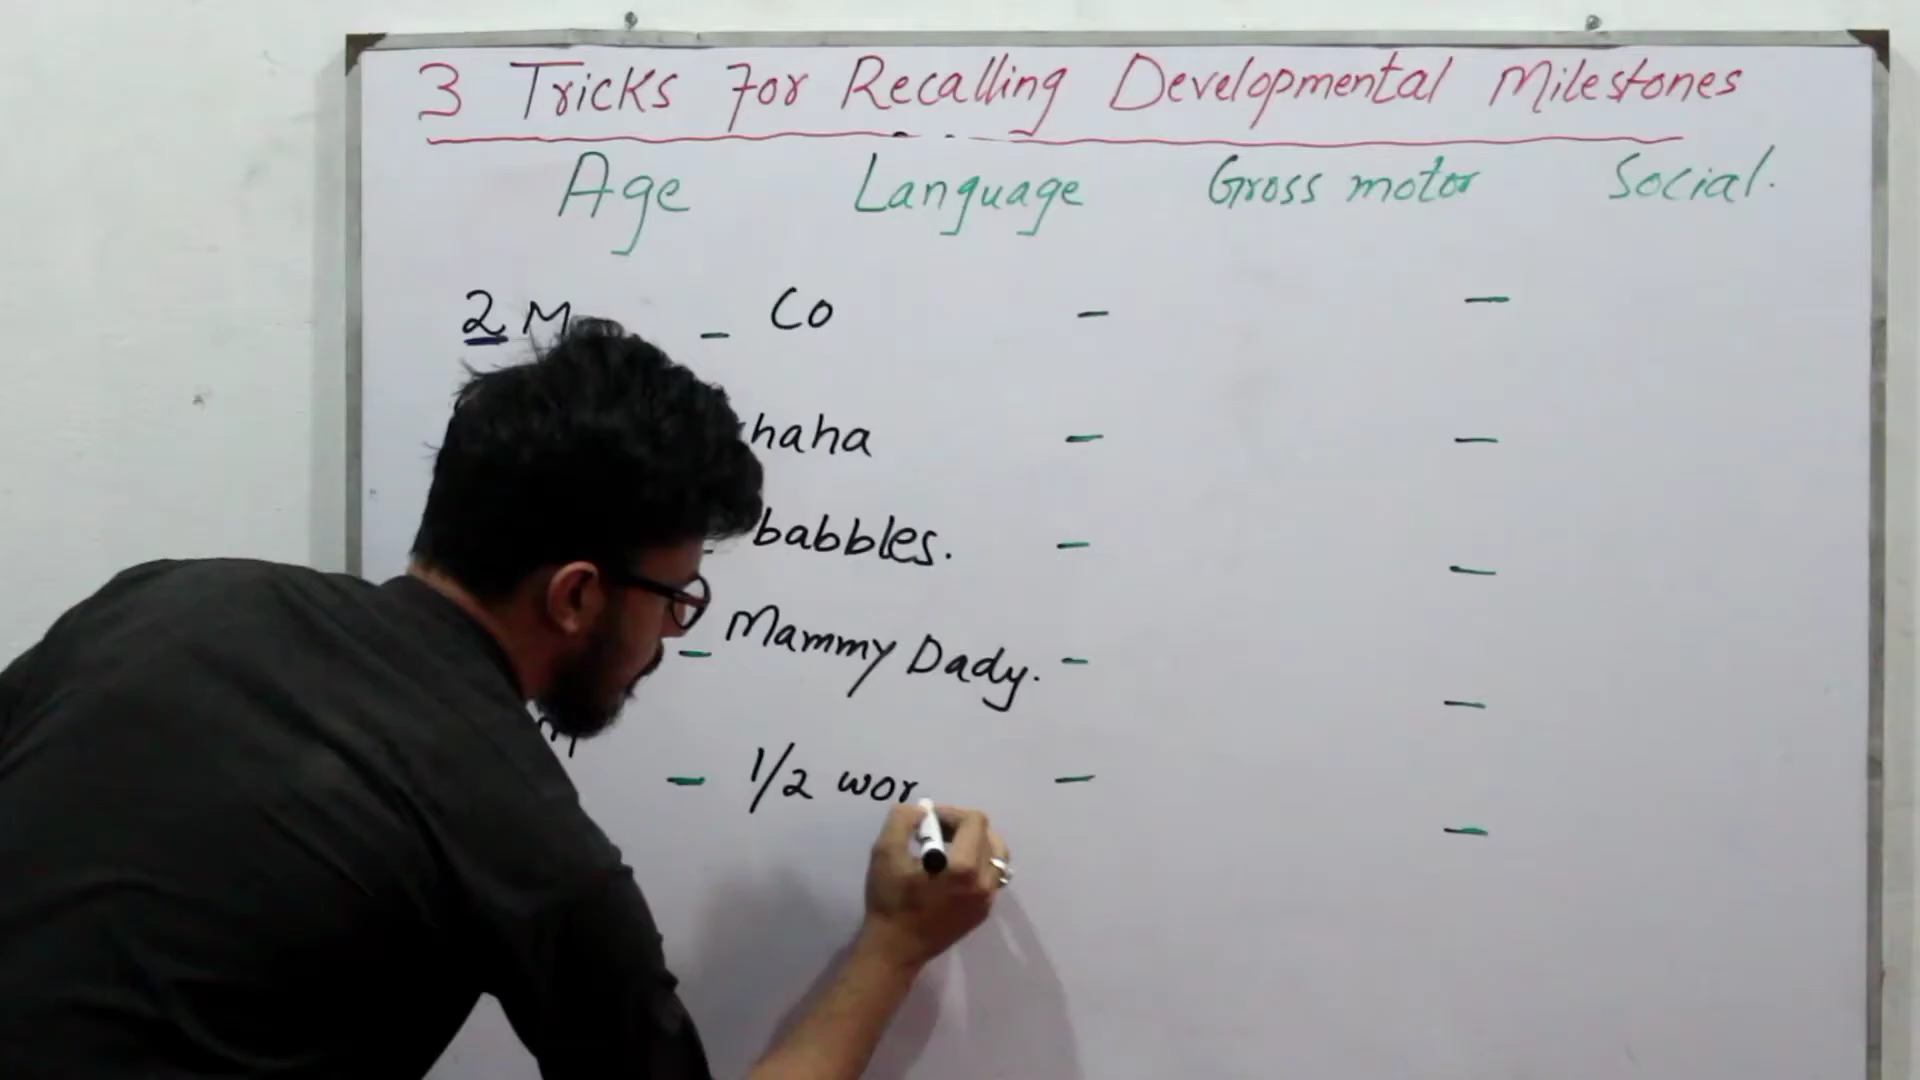 3 Tricks For Recalling Developmental Milestones
Age Language Gross motor Social.
2 M - Co - -
haha - -
babbles. - -
- Mammy Dady. - -
- 1/2 wor - -